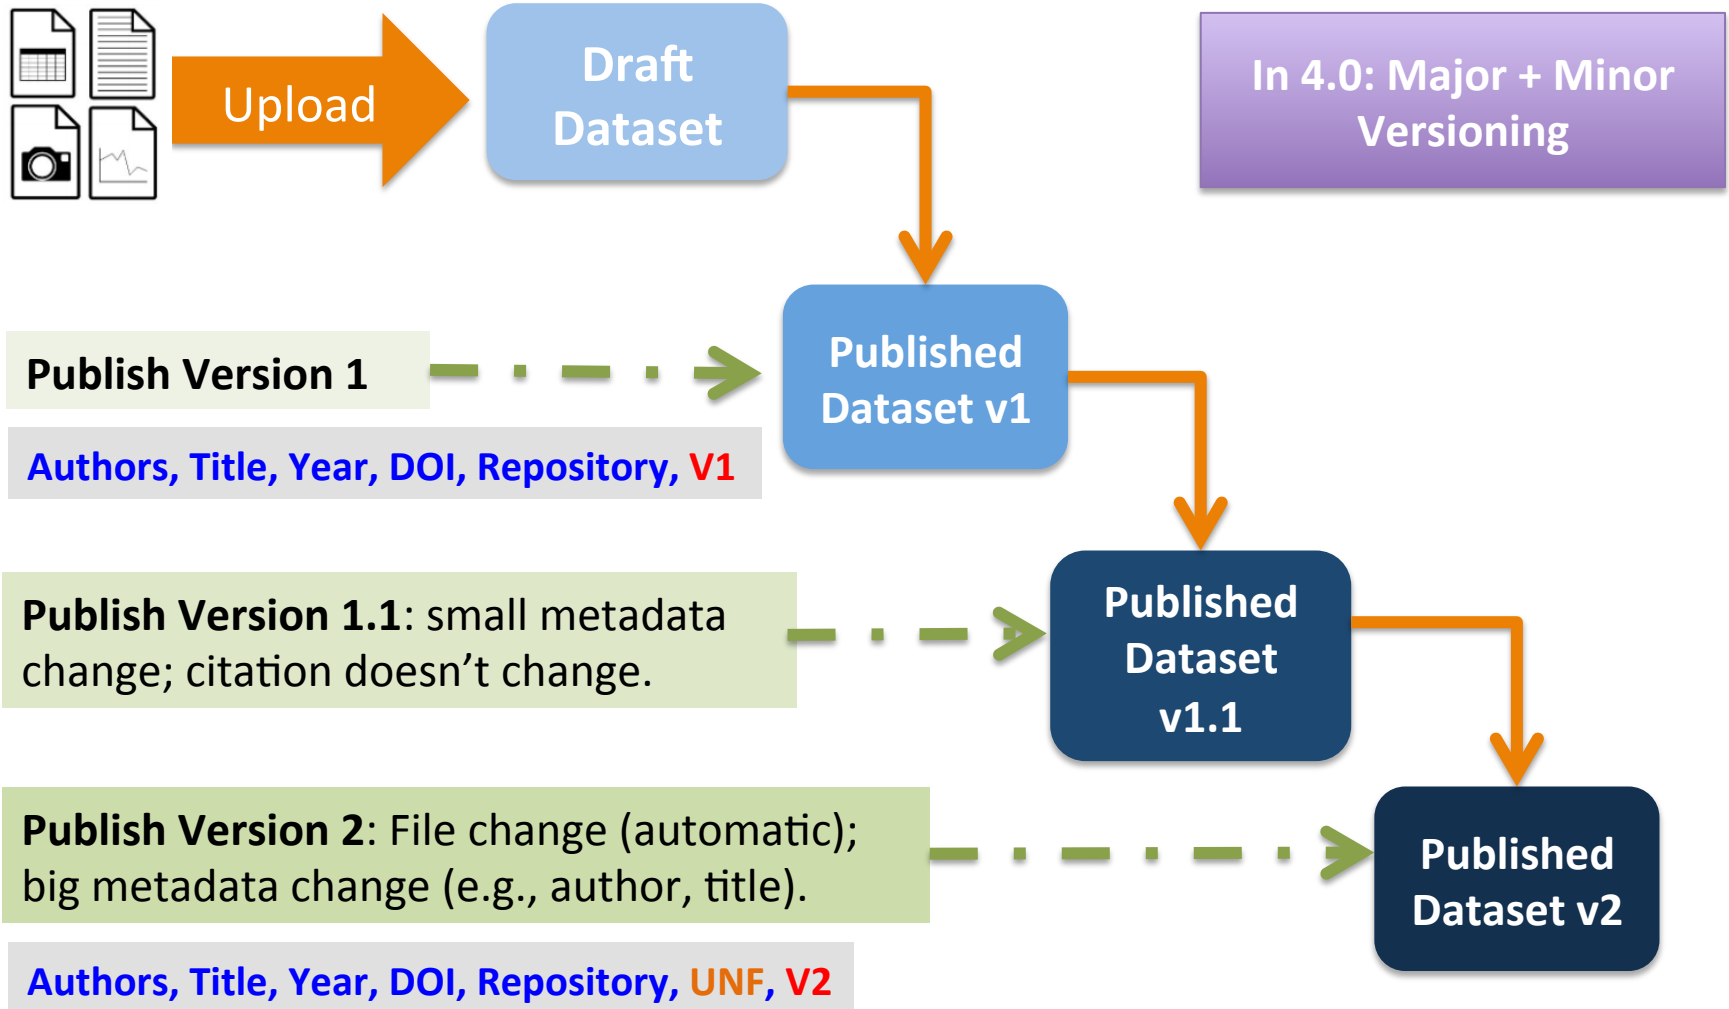 Upload
Draft
Dataset
In 4.0: Major + Minor
Versioning
Publish Version 1
Published
Dataset v1
Authors, Title, Year, DOI, Repository, V1
Publish Version 1.1: small metadata
change; citation doesn’t change.
Published
Dataset
v1.1
Publish Version 2: File change (automatic);
big metadata change (e.g., author, title).
Published
Dataset v2
Authors, Title, Year, DOI, Repository, UNF, V2